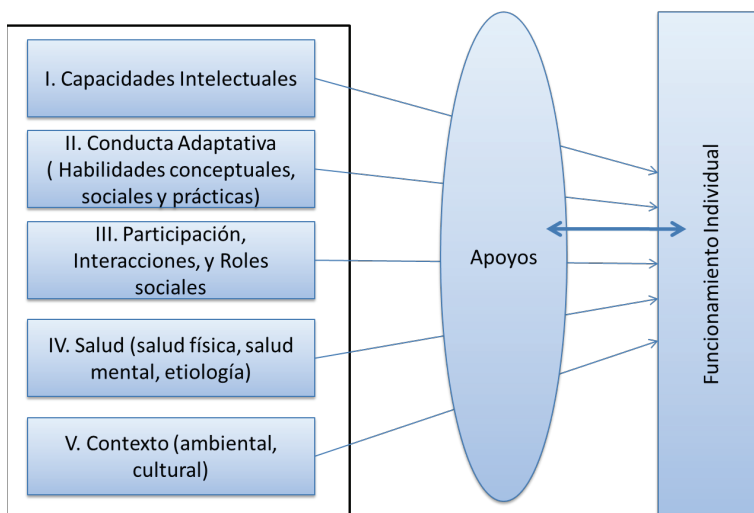 I. Capacidades Intelectuales
II. Conducta Adaptativa
( Habilidades conceptuales,
sociales y prácticas)
III. Participación,
Interacciones, y Roles
sociales
IV. Salud (salud física, salud
mental, etiología)
V. Contexto (ambiental,
cultural)
Apoyos
Funcionamiento Individual